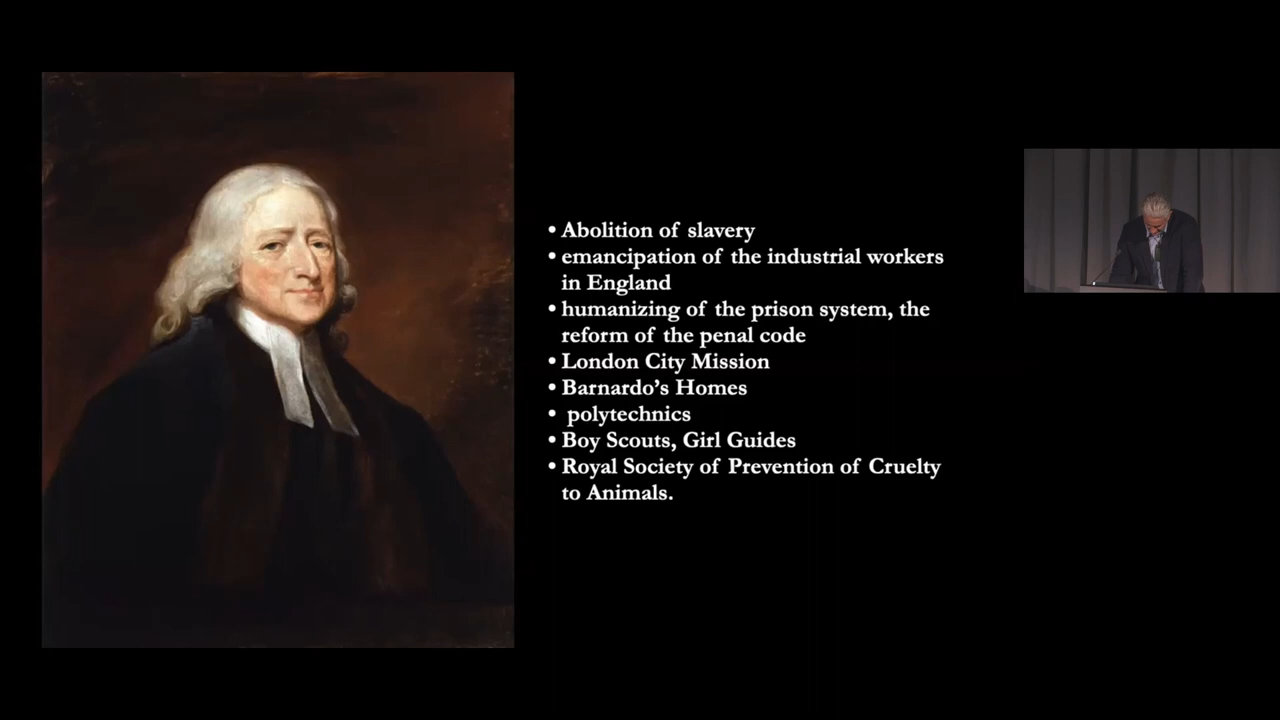 • Abolition of slavery
• emancipation of the industrial workers
in England
• humanizing of the prison system, the
reform of the penal code
• London City Mission
• Barnardo’s Homes
• polytechnics
• Boy Scouts, Girl Guides
• Royal Society of Prevention of Cruelty
to Animals.